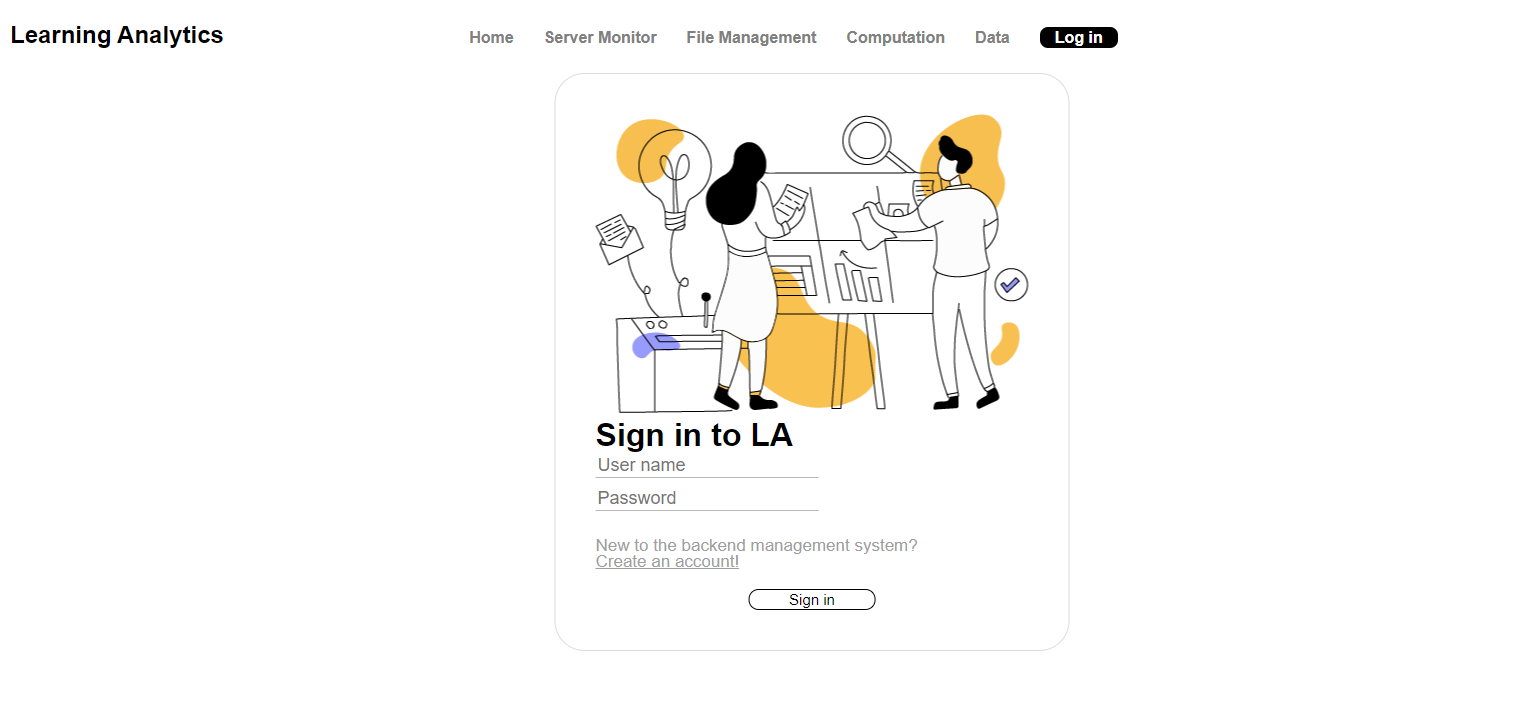 Learning Analytics
Home Server Monitor File Management Computation Data Log in
Sign in to LA
User name
Password
New to the backend management system?
Create an account!
Sign in